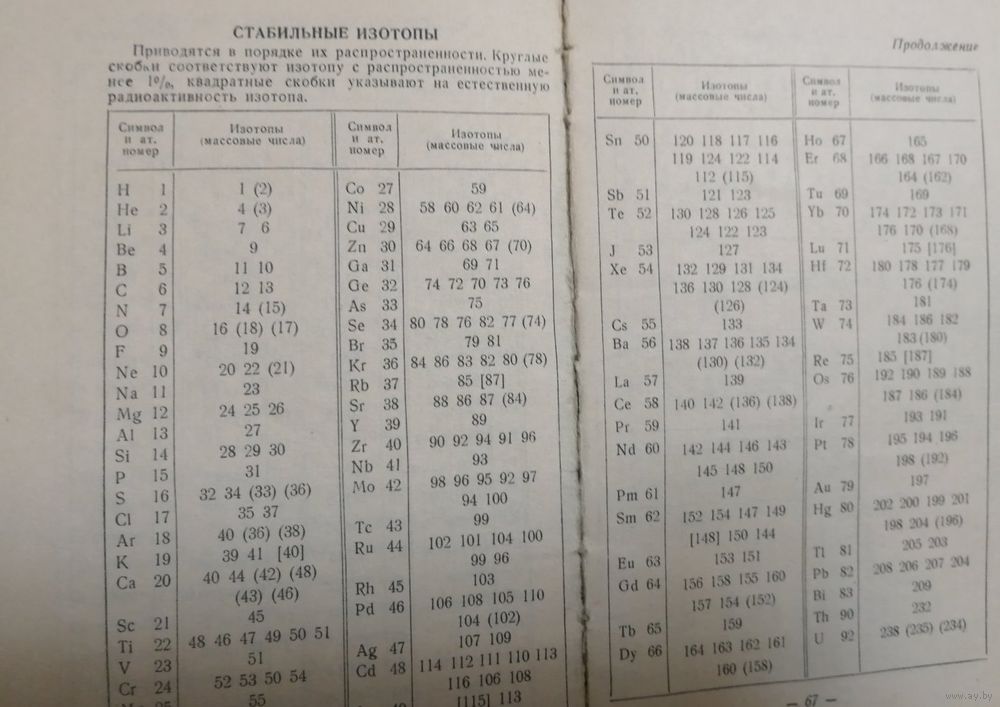 СТАБИЛЬНЫЕ ИЗОТОПЫ
Приводятся в порядке их распространенности. Круглые
скобки соответствуют изотопу с распространенностью ме-
нее 1%, квадратные скобки указывают на естественную
радиоактивность изотопа.
Символ и ат. номер Изотопы (массовые числа)
H 1 1 (2)
He 2 4 (3)
Li 3 7 6
Be 4 9
B 5 11 10
C 6 12 13
N 7 14 (15)
O 8 16 (18) (17)
F 9 19
Ne 10 20 22 (21)
Na 11 23
Mg 12 24 25 26
Al 13 27
Si 14 28 29 30
P 15 31
S 16 32 34 (33) (36)
Cl 17 35 37
Ar 18 40 (36) (38)
K 19 39 41 [40]
Ca 20 40 44 (42) (48)
(43) (46)
Sc 21 45
Ti 22 48 46 47 49 50 51
V 23 51
Cr 24 52 53 50 54
55
Символ и ат. номер Изотопы (массовые числа)
Co 27 59
Ni 28 58 60 62 61 (64)
Cu 29 63 65
Zn 30 64 66 68 67 (70)
Ga 31 69 71
Ge 32 74 72 70 73 76
As 33 75
Se 34 80 78 76 82 77 (74)
Br 35 79 81
Kr 36 84 86 83 82 80 (78)
Rb 37 85 [87]
Sr 38 88 86 87 (84)
Y 39 89
Zr 40 90 92 94 91 96
Nb 41 93
Mo 42 98 96 95 92 97
94 100
Tc 43 99
Ru 44 102 101 104 100
99 96
Rh 45 103
Pd 46 106 108 105 110
104 (102)
Ag 47 107 109
Cd 48 114 112 111 110 113
116 106 108
[115] 113
Продолжение
Символ и ат. номер Изотопы (массовые числа)
Sn 50 120 118 117 116
119 124 122 114
112 (115)
Sb 51 121 123
Te 52 130 128 126 125
124 122 123
J 53 127
Xe 54 132 129 131 134
136 130 128 (124)
(126)
Cs 55 133
Ba 56 138 137 136 135 134
(130) (132)
La 57 139
Ce 58 140 142 (136) (138)
Pr 59 141
Nd 60 142 144 146 143
145 148 150
Pm 61 147
Sm 62 152 154 147 149
[148] 150 144
Eu 63 153 151
Gd 64 156 158 155 160
157 154 (152)
Tb 65 159
Dy 66 164 163 162 161
160 (158)
Символ и ат. номер Изотопы (массовые числа)
Ho 67 165
Er 68 166 168 167 170
164 (162)
Tu 69 169
Yb 70 174 172 173 171
176 170 (168)
Lu 71 175 [176]
Hf 72 180 178 177 179
176 (174)
Ta 73 181
W 74 184 186 182
183 (180)
Re 75 185 [187]
Os 76 192 190 189 188
187 186 (184)
Ir 77 193 191
Pt 78 195 194 196
198 (192)
Au 79 197
Hg 80 202 200 199 201
198 204 (196)
Tl 81 205 203
Pb 82 208 206 207 204
Bi 83 209
Th 90 232
U 92 238 (235) (234)
— 67 —
www.ay.by